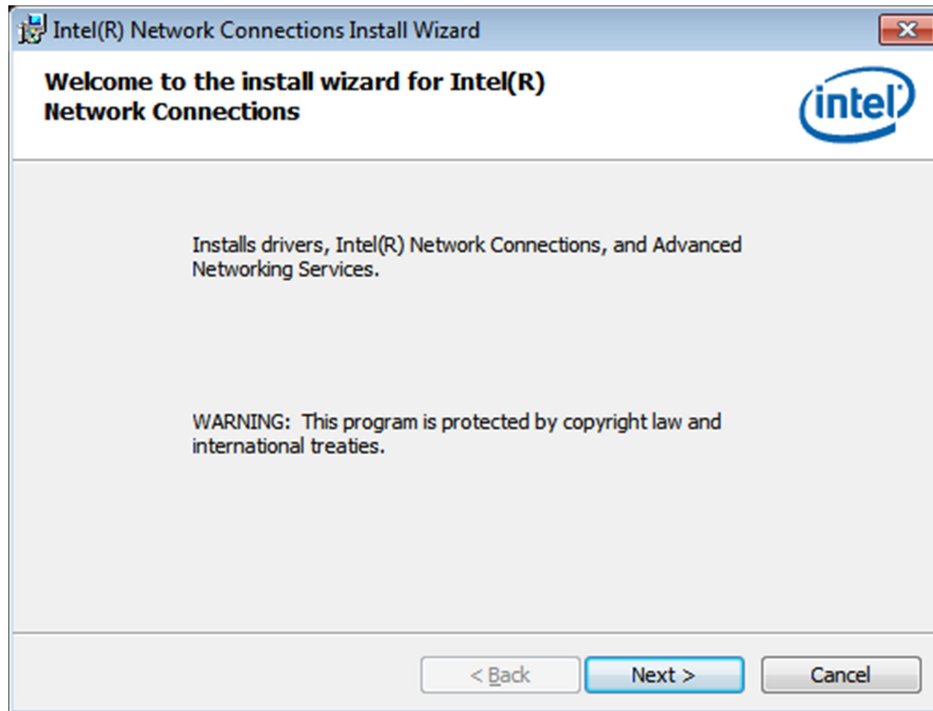 Intel(R) Network Connections Install Wizard
Welcome to the install wizard for Intel(R)
Network Connections
intel
Installs drivers, Intel(R) Network Connections, and Advanced
Networking Services.
WARNING: This program is protected by copyright law and
international treaties.
< Back
Next >
Cancel